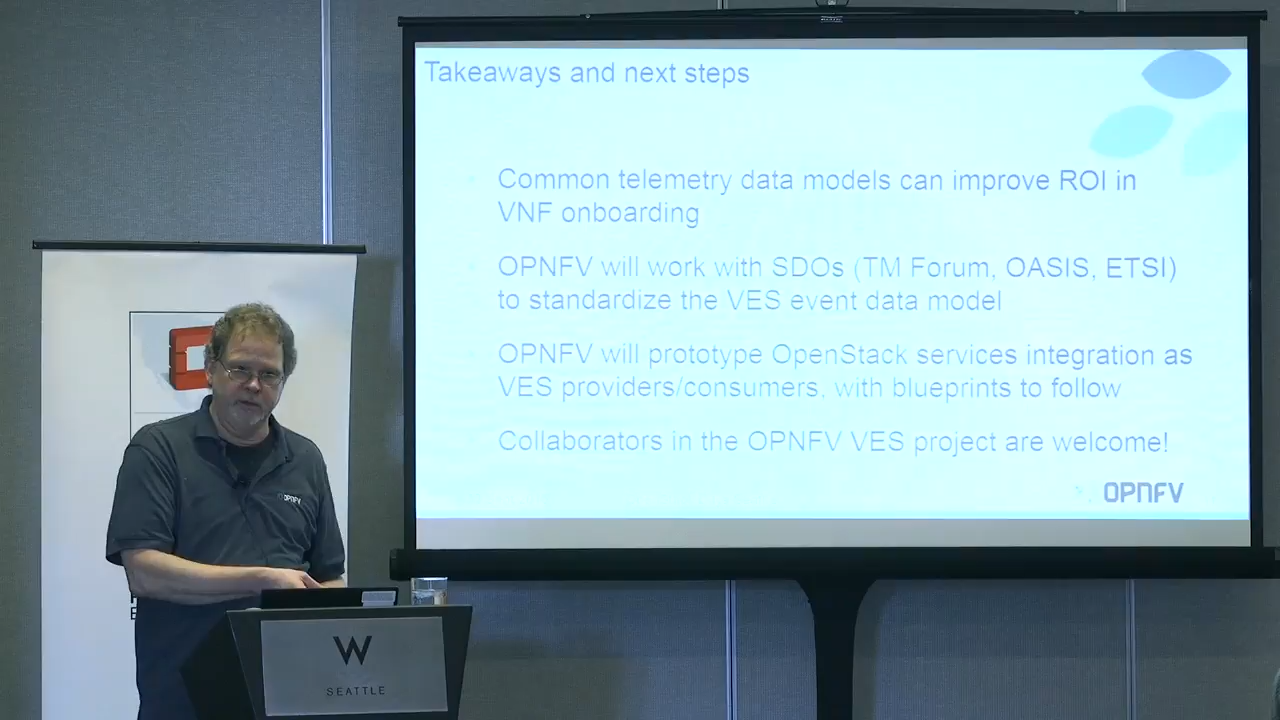 Takeaways and next steps
Common telemetry data models can improve ROI in
VNF onboarding
OPNFV will work with SDOs (TM Forum, OASIS, ETSI)
to standardize the VES event data model
OPNFV will prototype OpenStack services integration as
VES providers/consumers, with blueprints to follow
Collaborators in the OPNFV VES project are welcome!
OPNFV
OPNFV
W
SEATTLE